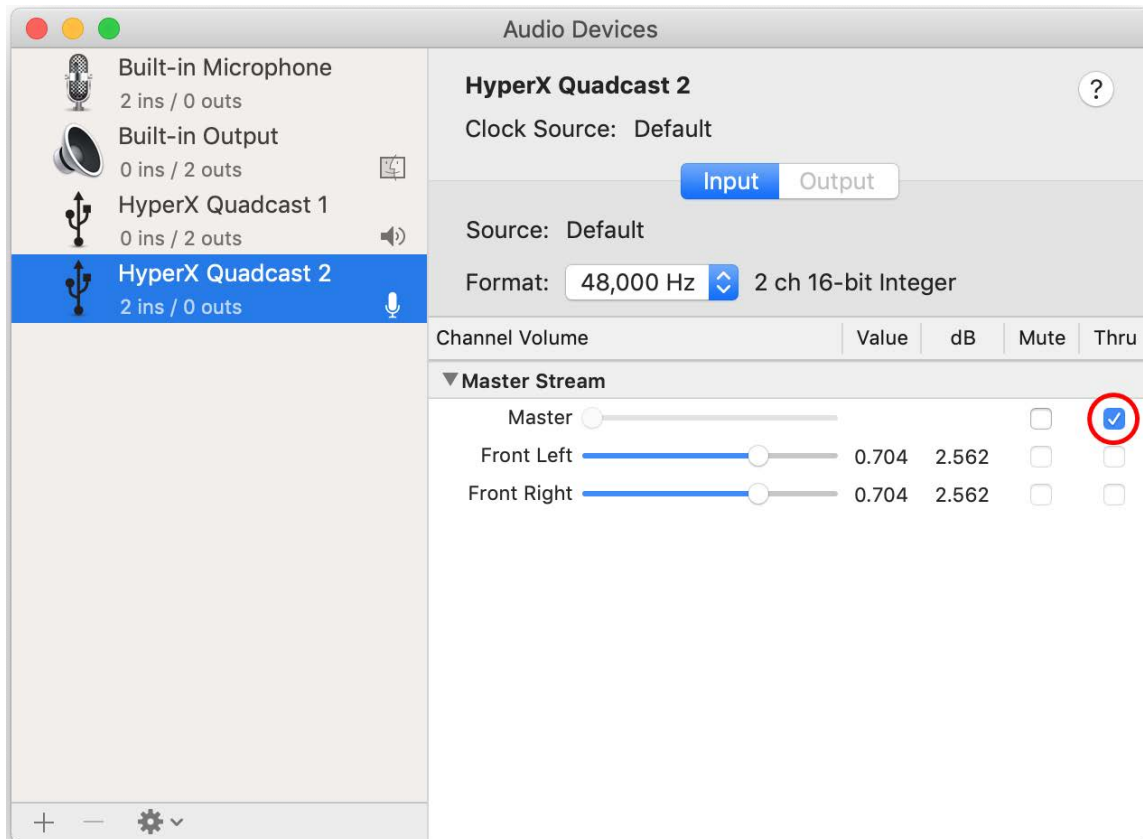 Audio Devices
Built-in Microphone
2 ins / 0 outs
Built-in Output
0 ins / 2 outs
HyperX Quadcast 1
0 ins / 2 outs
HyperX Quadcast 2
2 ins / 0 outs
HyperX Quadcast 2
?
Clock Source: Default
Input Output
Source: Default
Format: 48,000 Hz 2 ch 16-bit Integer
Channel Volume Value dB Mute Thru
Master Stream
Master
Front Left 0.704 2.562
Front Right 0.704 2.562